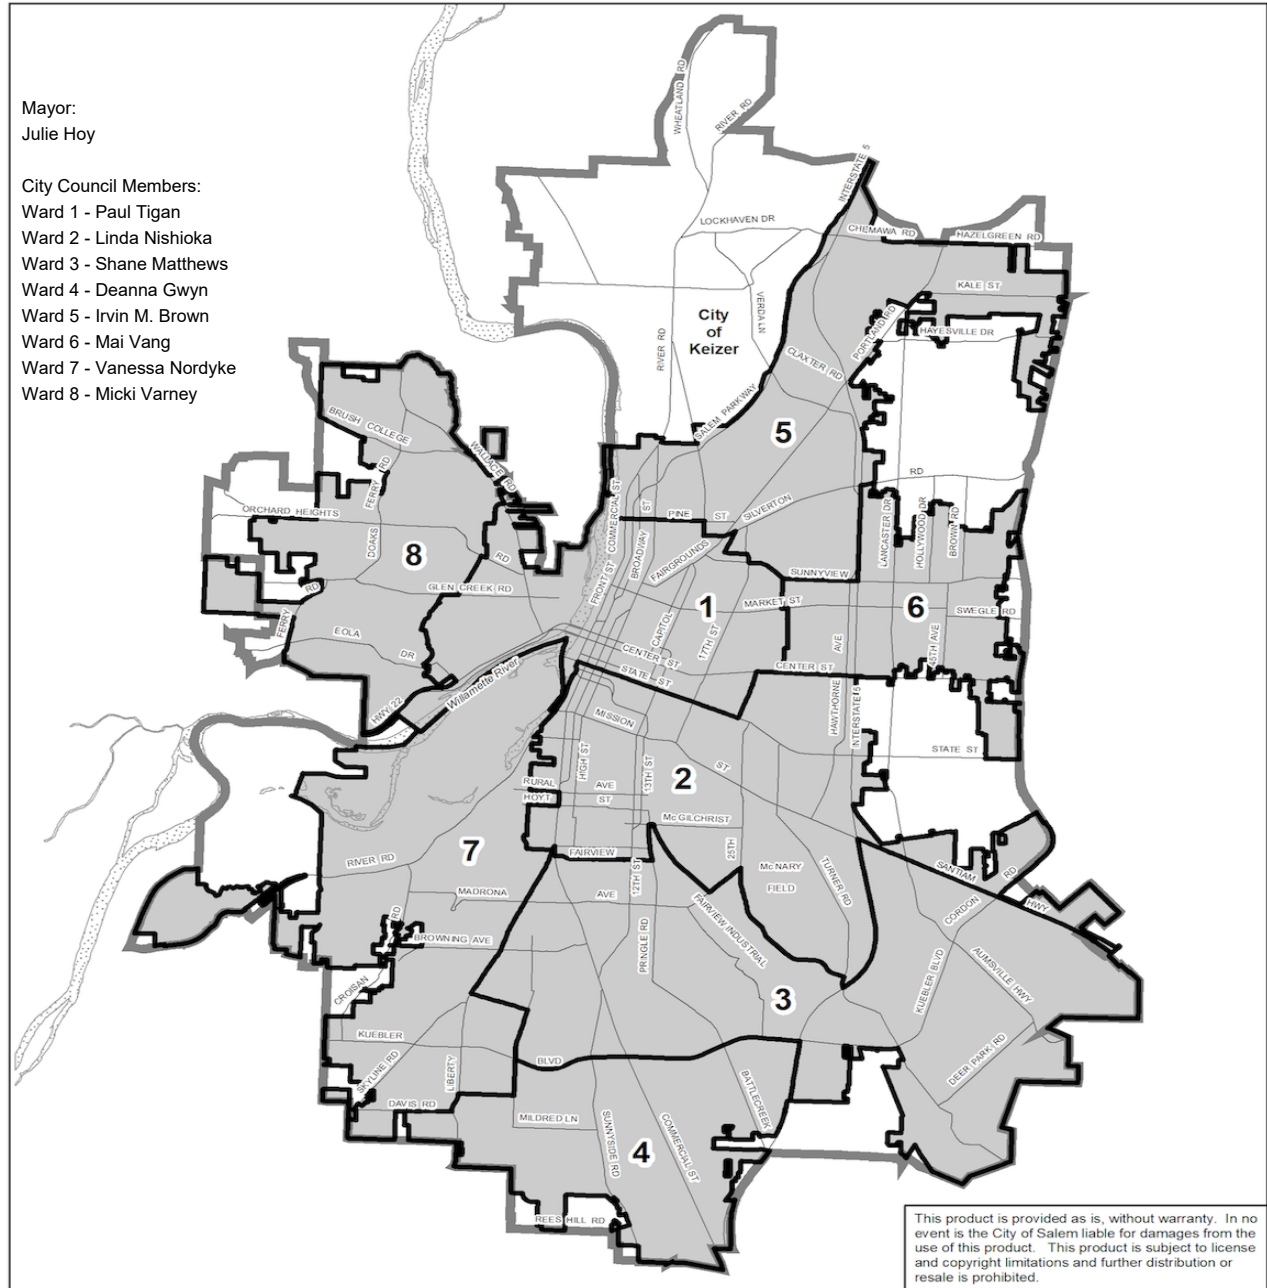 Mayor:
Julie Hoy
City Council Members:
Ward 1 - Paul Tigan
Ward 2 - Linda Nishioka
Ward 3 - Shane Matthews
Ward 4 - Deanna Gwyn
Ward 5 - Irvin M. Brown
Ward 6 - Mai Vang
Ward 7 - Vanessa Nordyke
Ward 8 - Micki Varney
WHEATLAND RD
RIVER RD
INTERSTATE 5
LOCKHAVEN DR
CHEMAWA RD
HAZELGREEN RD
KALE ST
VERDA LN
City
of
Keizer
RIVER RD
PORTLAND RD
HAYESVILLE DR
CLAXTER RD
SALEM PARKWAY
5
BRUSH COLLEGE
RD
WALLACE RD
FERRY
RD
COMMERCIAL ST
ORCHARD HEIGHTS
RD
PINE ST
ST
BROADWAY
SILVERTON
RD
LANCASTER DR
HOLLYWOOD DR
BROWN RD
DOAKS
8
FAIRGROUNDS
SUNNYVIEW
FRONT ST
GLEN CREEK RD
RD
FERRY
1
MARKET ST
6
SWEGLE RD
CAPITOL
17TH ST
EOLA
DR
AVE
45TH AVE
CENTER ST
CENTER ST
STATE ST
HWY 22
Willamette River
HAWTHORNE
INTERSTATE 5
MISSION
ST
STATE ST
HIGH ST
13TH ST
2
RURAL
AVE
HOYT
ST
McGILCHRIST
25TH
7
RIVER RD
FAIRVIEW
12TH ST
McNARY
FIELD
TURNER RD
SANTIAM
HWY
CORDON
RD
MADRONA
AVE
FAIRVIEW INDUSTRIAL
RD
BROWNING AVE
PRINGLE RD
CROISAN
3
KUEBLER BLVD
AUMSVILLE HWY
KUEBLER
BLVD
SKYLINE RD
LIBERTY
DEER PARK RD
DAVIS RD
MILDRED LN
BATTLECREEK
SUNNYSIDE RD
COMMERCIAL ST
4
REES HILL RD
This product is provided as is, without warranty. In no
event is the City of Salem liable for damages from the
use of this product. This product is subject to license
and copyright limitations and further distribution or
resale is prohibited.